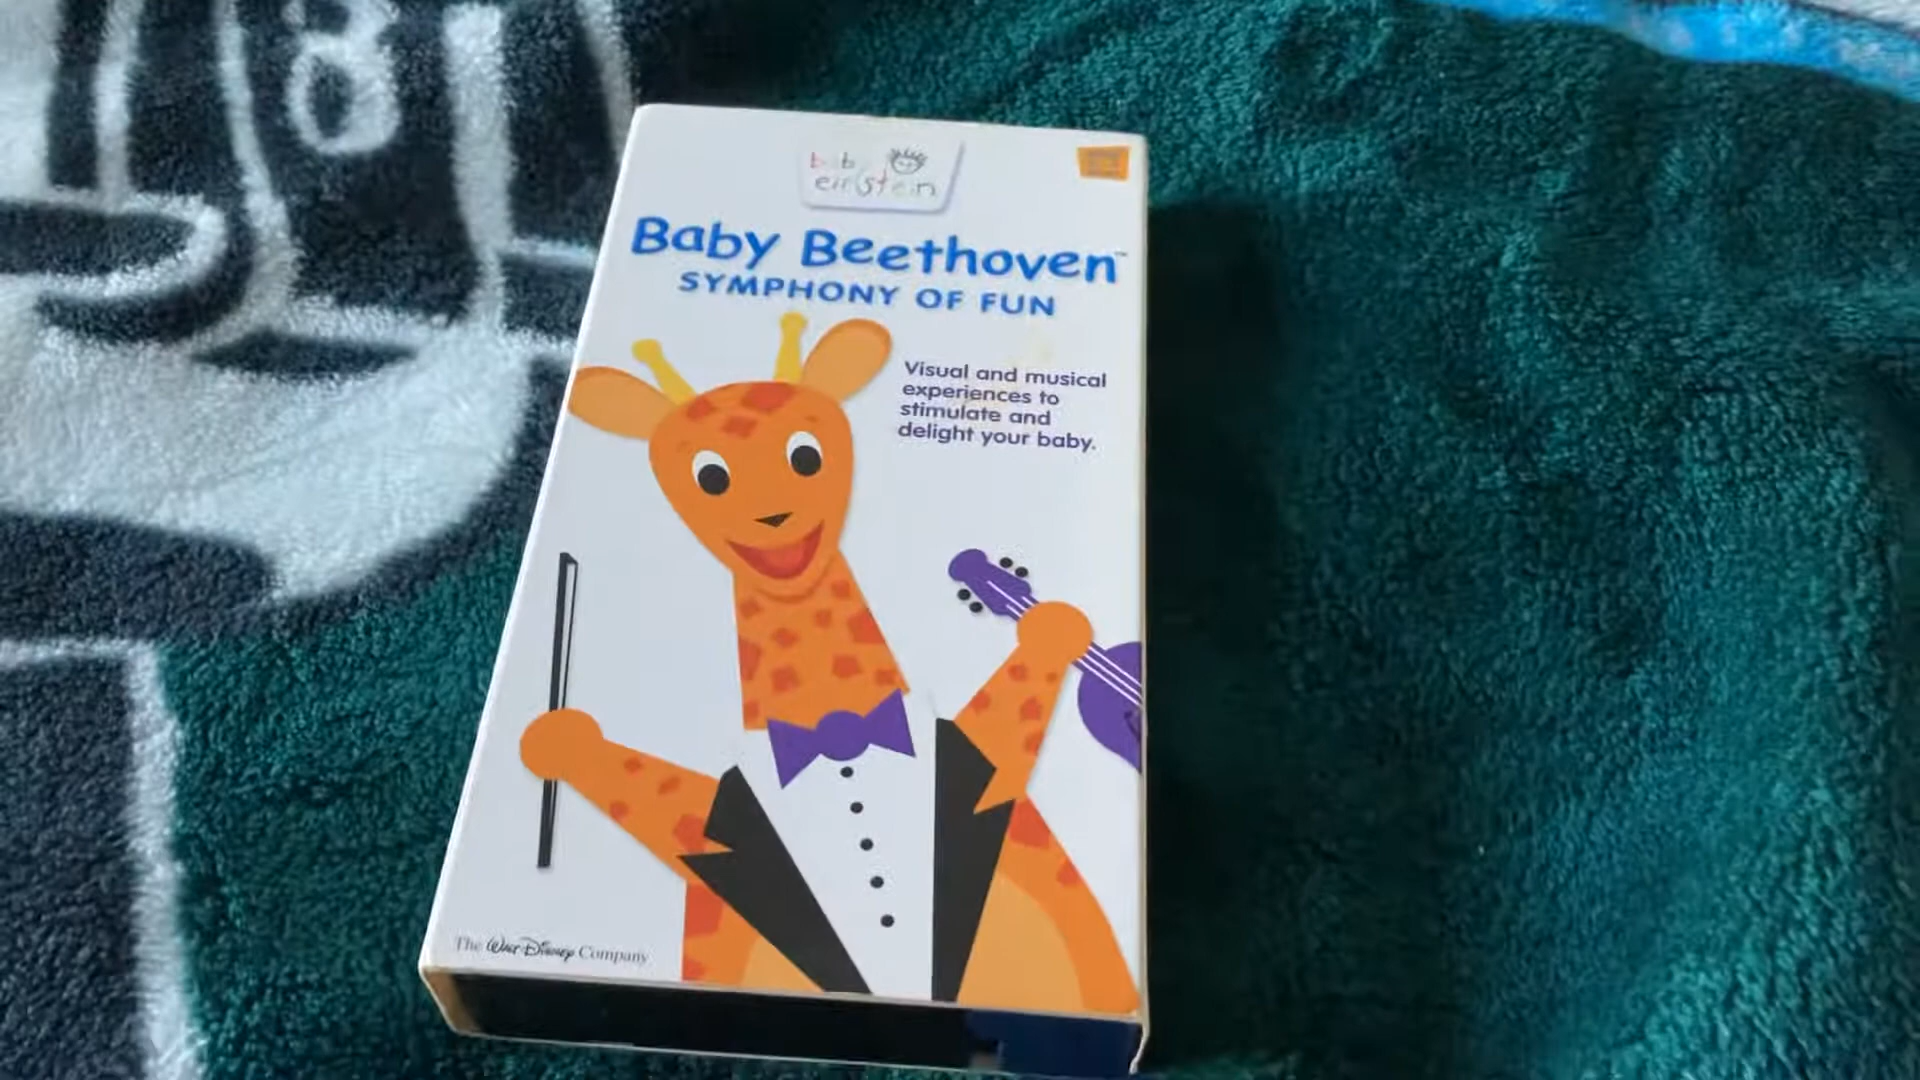 8
baby
einstein
Baby Beethoven™
SYMPHONY OF FUN
Visual and musical
experiences to
stimulate and
delight your baby.
The Walt Disney Company